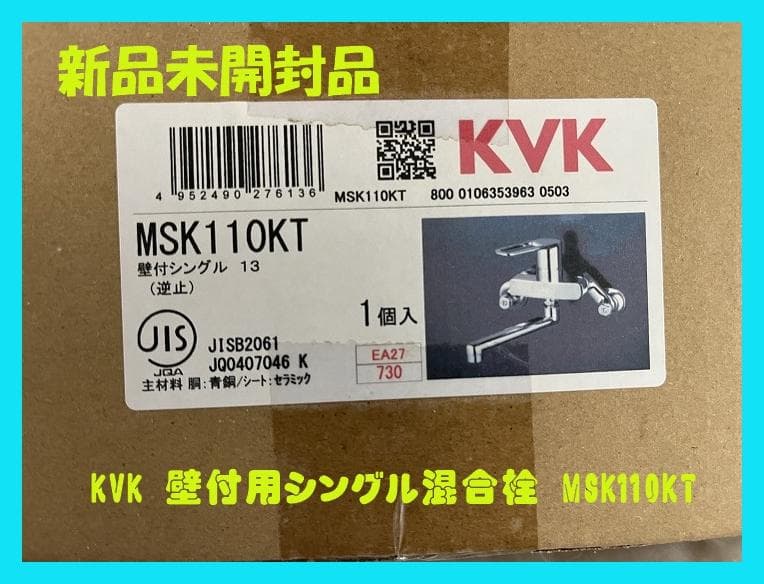 新品未開封品
KVK
4 952490 276136
MSK110KT 800 0106353963 0503
MSK110KT
壁付シングル 13
(逆止)
1個入
JIS
JQA
JISB2061
JQ0407046 K
EA27
730
主材料 胴:青銅/シート:セラミック
KVK 壁付用シングル混合栓 MSK110KT